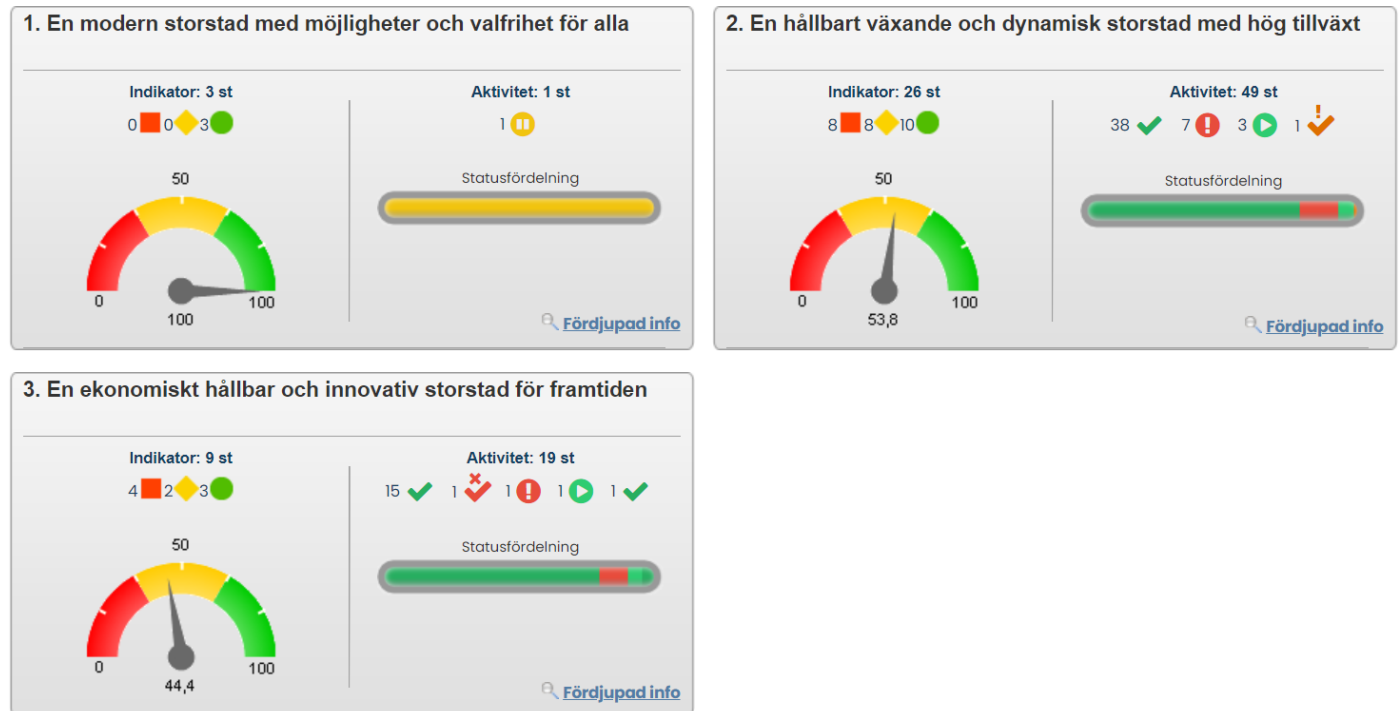 1. En modern storstad med möjligheter och valfrihet för alla
Indikator: 3 st
Aktivitet: 1 st
0 0 3
1
50
Statusfördelning
0
100
100
Fördjupad info
2. En hållbart växande och dynamisk storstad med hög tillväxt
Indikator: 26 st
Aktivitet: 49 st
8 8 10
38 7 3 1
50
Statusfördelning
0
100
53,8
Fördjupad info
3. En ekonomiskt hållbar och innovativ storstad för framtiden
Indikator: 9 st
Aktivitet: 19 st
4 2 3
15 1 1 1 1
50
Statusfördelning
0
100
44,4
Fördjupad info